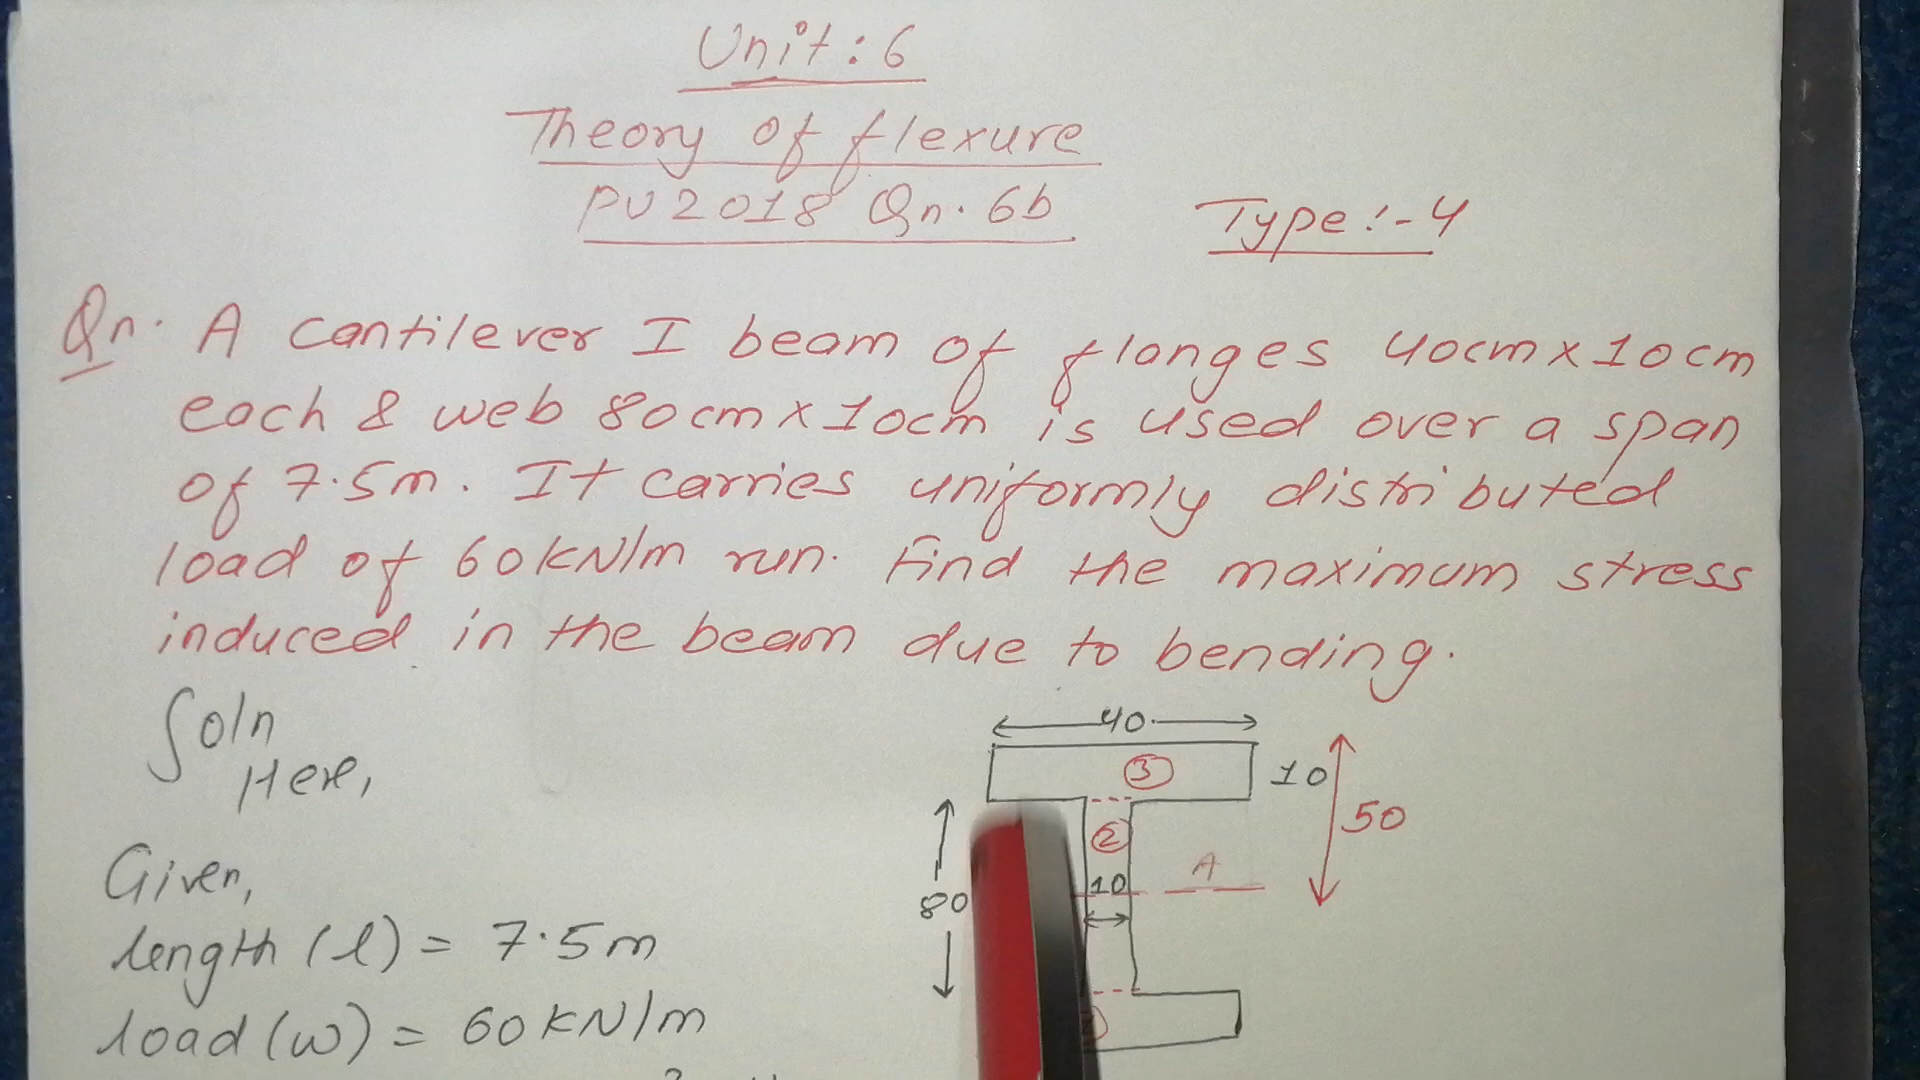 Unit: 6
Theory of flexure
PU 2018 Qn. 6b
Type:-4
Qn. A cantilever I beam of flanges 40cm x 10cm
each & web 80cm x 10cm is used over a span
of 7.5m. It carries uniformly distributed
load of 60kN/m run. Find the maximum stress
induced in the beam due to bending.
Soln
Here,
40
3
10
50
2
A
10
80
Given,
length (l) = 7.5m
load (w) = 60kN/m